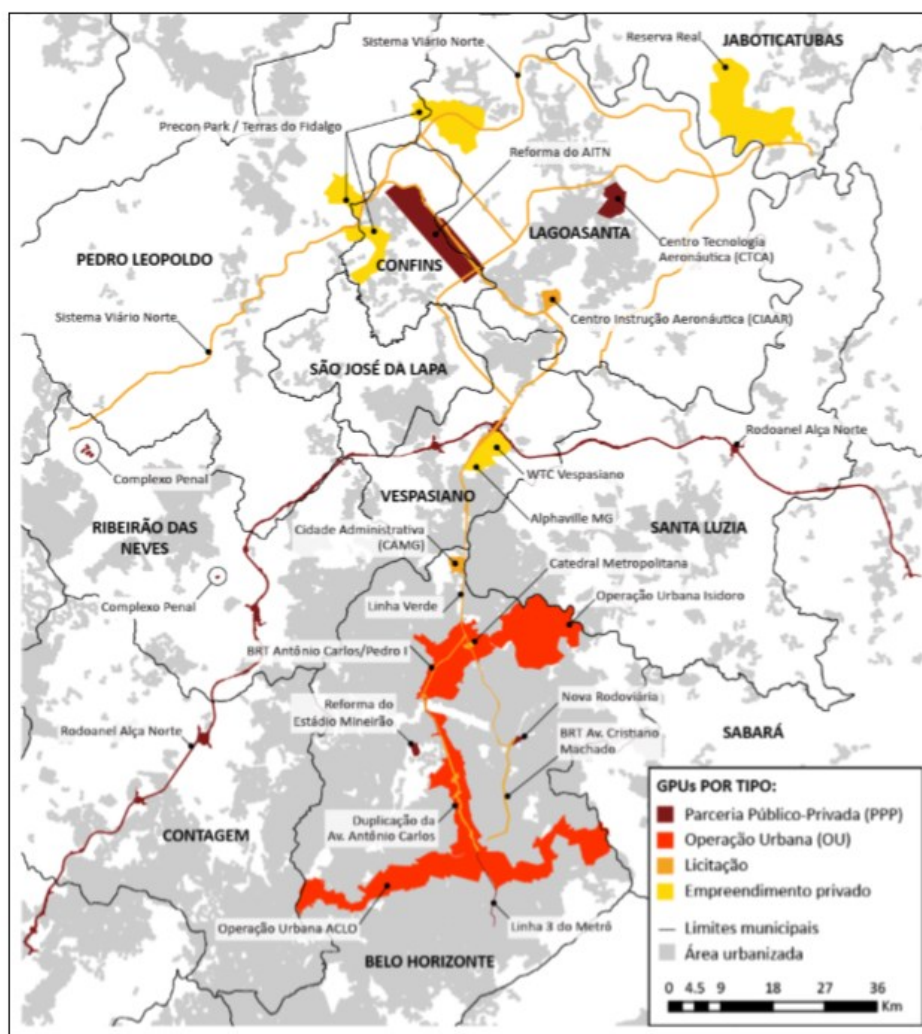 Sistema Viário Norte
Reserva Real
JABOTICATUBAS
Precon Park / Terras do Fidalgo
Reforma do AITN
LAGOASANTA
Centro Tecnologia
Aeronáutica (CTCA)
PEDRO LEOPOLDO
CONFINS
Centro Instrução Aeronáutica (CIAAR)
Sistema Viário Norte
SÃO JOSÉ DA LAPA
Rodoanel Alça Norte
Complexo Penal
WTC Vespasiano
VESPASIANO
Alphaville MG
RIBEIRÃO DAS
NEVES
SANTA LUZIA
Cidade Administrativa
(CAMG)
Catedral Metropolitana
Complexo Penal
Linha Verde
Operação Urbana Isidoro
BRT Antônio Carlos/Pedro I
Reforma do
Estádio Mineirão
Nova Rodoviária
Rodoanel Alça Norte
BRT Av. Cristiano
Machado
SABARÁ
CONTAGEM
Duplicação da
Av. Antônio Carlos
Operação Urbana ACLO
Linha 3 do Metrô
BELO HORIZONTE
GPUs POR TIPO:
Parceria Público-Privada (PPP)
Operação Urbana (OU)
Licitação
Empreendimento privado
Limites municipais
Área urbanizada
0 4.5 9 18 27 36
Km